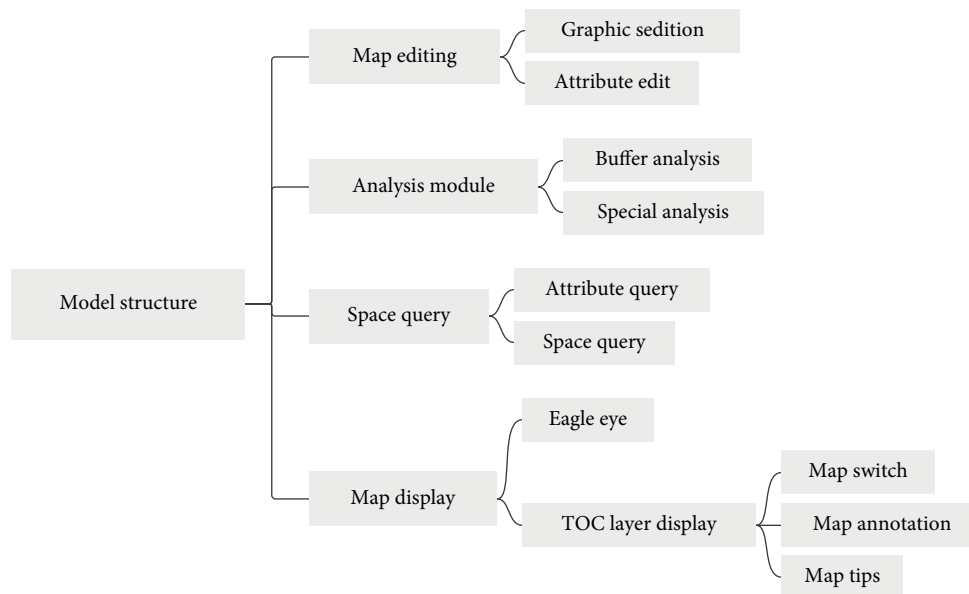 Model structure
Map editing
Graphic sedition
Attribute edit
Analysis module
Buffer analysis
Special analysis
Space query
Attribute query
Space query
Map display
Eagle eye
TOC layer display
Map switch
Map annotation
Map tips